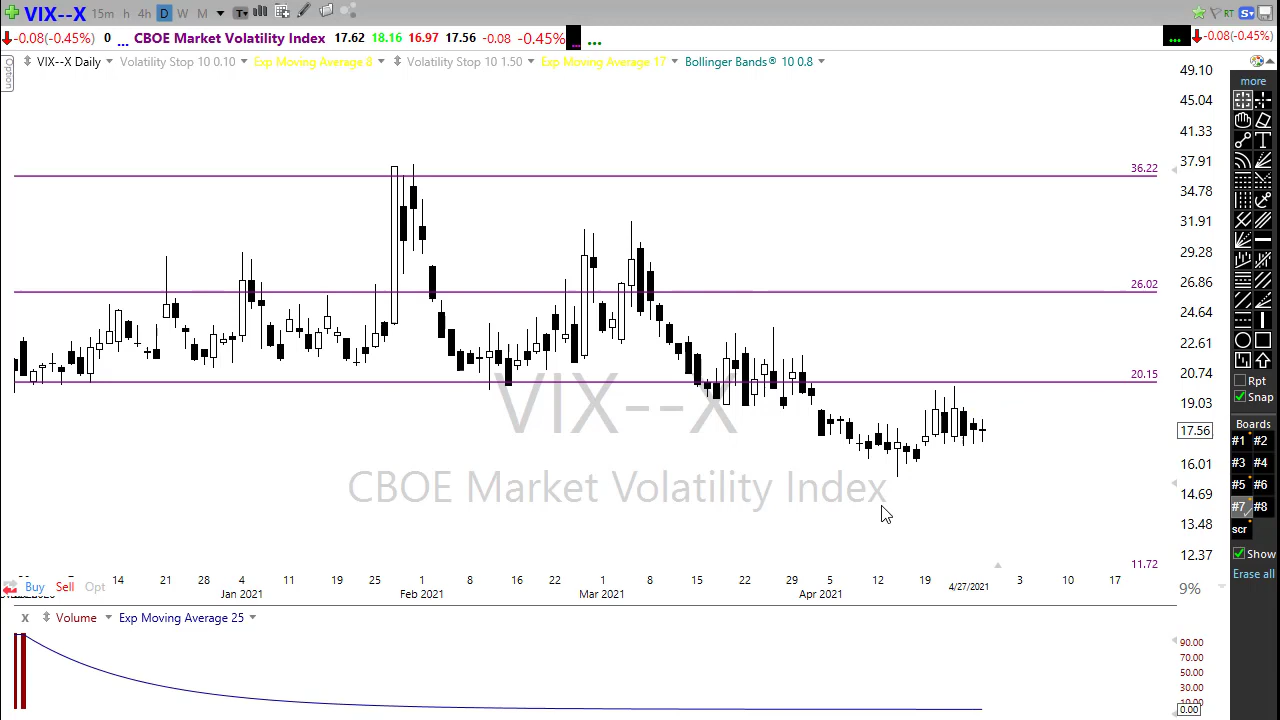 VIX--X 15m h 4h D W M
RT
-0.08(-0.45%) 0 ... CBOE Market Volatility Index 17.62 18.16 16.97 17.56 -0.08 -0.45% ... ... -0.08(-0.45%)
Option
VIX--X Daily Volatility Stop 10 0.10 Exp Moving Average 8 Volatility Stop 10 1.50 Exp Moving Average 17 Bollinger Bands® 10 0.8
49.10
45.04
41.33
37.91
36.22
34.78
31.91
29.28
26.86
26.02
24.64
22.61
20.74
20.15
19.03
17.56
16.01
14.69
13.48
12.37
11.72
VIX--X
CBOE Market Volatility Index
more
Rpt
Snap
Boards
#1 #2
#3 #4
#5 #6
#7 #8
scr
Show
Erase all
Buy Sell Opt
14 21 28 4 11 19 25 1 8 16 22 1 8 15 22 29 5 12 19 4/27/2021 3 10 17
Jan 2021 Feb 2021 Mar 2021 Apr 2021
9%
x Volume Exp Moving Average 25
90.00
70.00
50.00
30.00
10.00
0.00